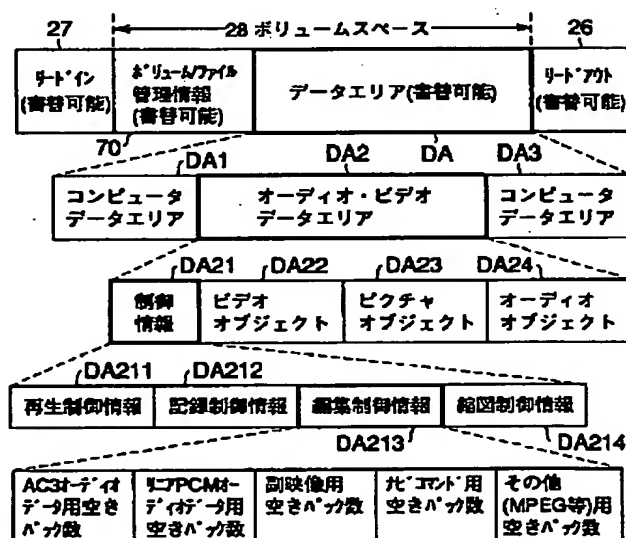 27 28 ボリュームスペース 26
リードイン
(書替可能)
ボリューム/ファイル
管理情報
(書替可能)
データエリア(書替可能)
リードアウト
(書替可能)
70 DA1 DA2 DA DA3
コンピュータ
データエリア
オーディオ・ビデオ
データエリア
コンピュータ
データエリア
DA21 DA22 DA23 DA24
制御
情報
ビデオ
オブジェクト
ピクチャ
オブジェクト
オーディオ
オブジェクト
DA211 DA212
再生制御情報 記録制御情報 編集制御情報 縮図制御情報
DA213 DA214
AC3オーディオ
データ用空き
パック数
リニアPCMオー
ディオデータ用
空きパック数
副映像用
空きパック数
ナビコマンド用
空きパック数
その他
(MPEG等)用
空きパック数